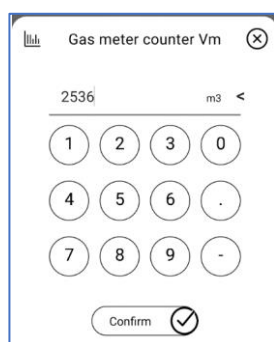 Gas meter counter Vm
2536 m3 <
1 2 3 0
4 5 6 .
7 8 9 -
Confirm